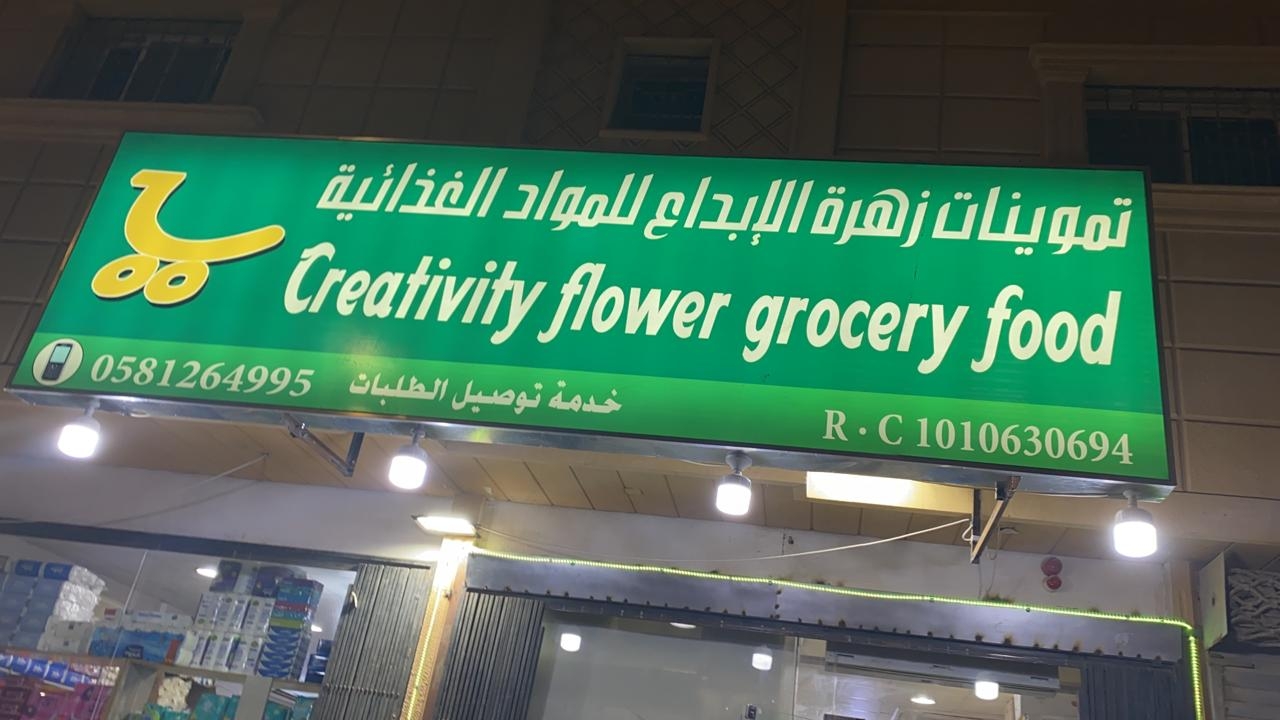 تموينات زهرة الإبداع للمواد الغذائية
Creativity flower grocery food
0581264995 خدمة توصيل الطلبات R · C 1010630694